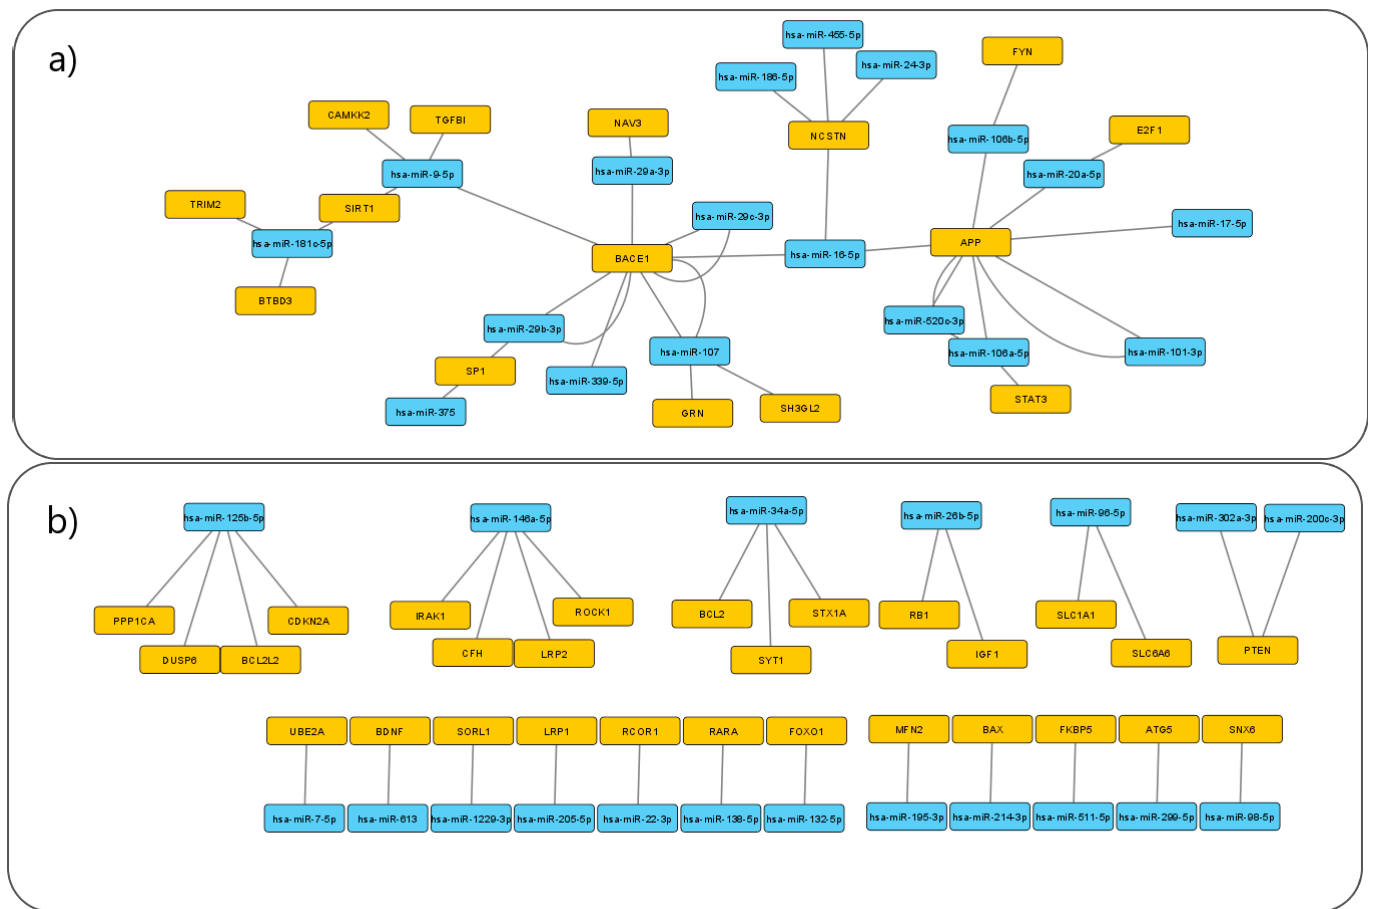 a)
hsa-miR-455-5p
FYN
hsa-miR-186-5p
hsa-miR-24-3p
CAMKK2
TGFBI
NAV3
NCSTN
hsa-miR-106b-5p
E2F1
hsa-miR-9-5p
hsa-miR-29a-3p
hsa-miR-20a-5p
TRIM2
SIRT1
hsa-miR-29c-3p
hsa-miR-17-5p
hsa-miR-181c-5p
BACE1
hsa-miR-16-5p
APP
BTBD3
hsa-miR-29b-3p
hsa-miR-520c-3p
hsa-miR-107
hsa-miR-106a-5p
hsa-miR-101-3p
SP1
hsa-miR-339-5p
hsa-miR-375
GRN
SH3GL2
STAT3
b)
hsa-miR-125b-5p
hsa-miR-146a-5p
hsa-miR-34a-5p
hsa-miR-26b-5p
hsa-miR-96-5p
hsa-miR-302a-3p
hsa-miR-200c-3p
PPP1CA
CDKN2A
IRAK1
ROCK1
BCL2
STX1A
RB1
SLC1A1
DUSP6
BCL2L2
CFH
LRP2
SYT1
IGF1
SLC6A6
PTEN
UBE2A
BDNF
SORL1
LRP1
RCOR1
RARA
FOXO1
MFN2
BAX
FKBP5
ATG5
SNX6
hsa-miR-7-5p
hsa-miR-613
hsa-miR-1229-3p
hsa-miR-205-5p
hsa-miR-22-3p
hsa-miR-138-5p
hsa-miR-132-5p
hsa-miR-195-3p
hsa-miR-214-3p
hsa-miR-511-5p
hsa-miR-299-5p
hsa-miR-98-5p